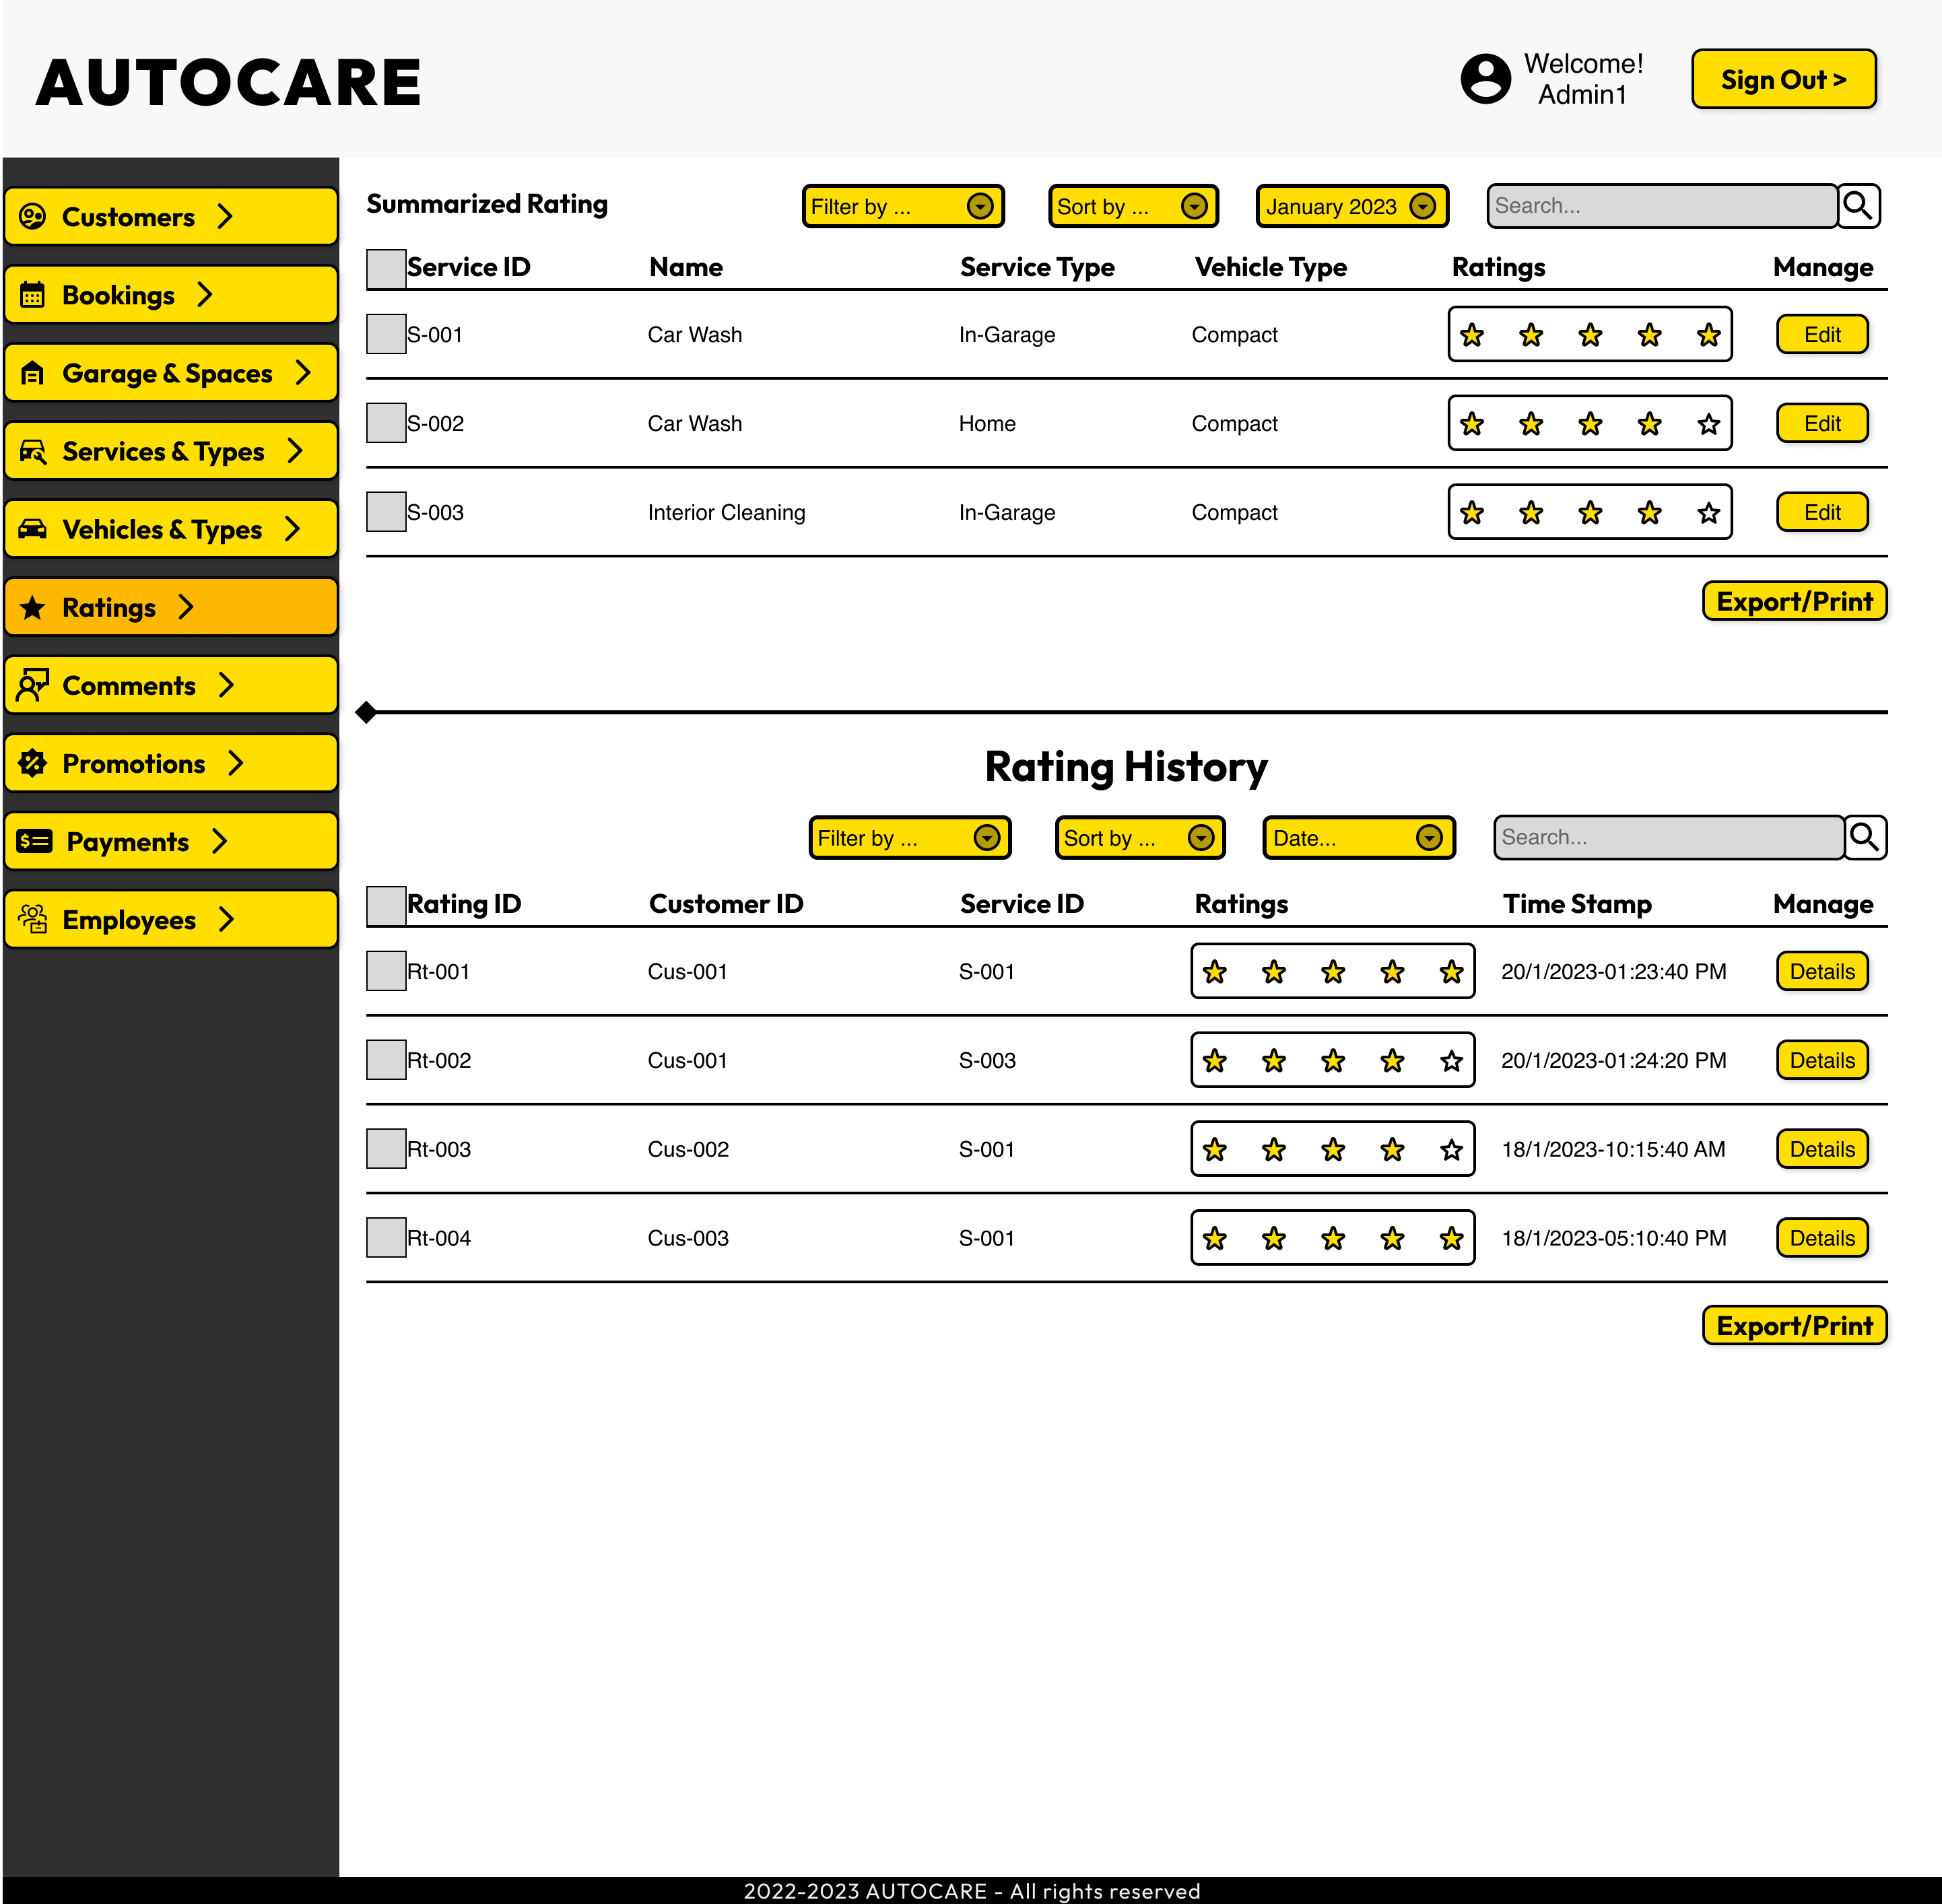 AUTOCARE
Welcome!
Admin1
Sign Out >
Customers
Bookings
Garage & Spaces
Services & Types
Vehicles & Types
Ratings
Comments
Promotions
Payments
Employees
Summarized Rating
Filter by ...
Sort by ...
January 2023
Search...
Service ID Name Service Type Vehicle Type Ratings Manage
S-001 Car Wash In-Garage Compact Edit
S-002 Car Wash Home Compact Edit
S-003 Interior Cleaning In-Garage Compact Edit
Export/Print
Rating History
Filter by ...
Sort by ...
Date...
Search...
Rating ID Customer ID Service ID Ratings Time Stamp Manage
Rt-001 Cus-001 S-001 20/1/2023-01:23:40 PM Details
Rt-002 Cus-001 S-003 20/1/2023-01:24:20 PM Details
Rt-003 Cus-002 S-001 18/1/2023-10:15:40 AM Details
Rt-004 Cus-003 S-001 18/1/2023-05:10:40 PM Details
Export/Print
2022-2023 AUTOCARE - All rights reserved